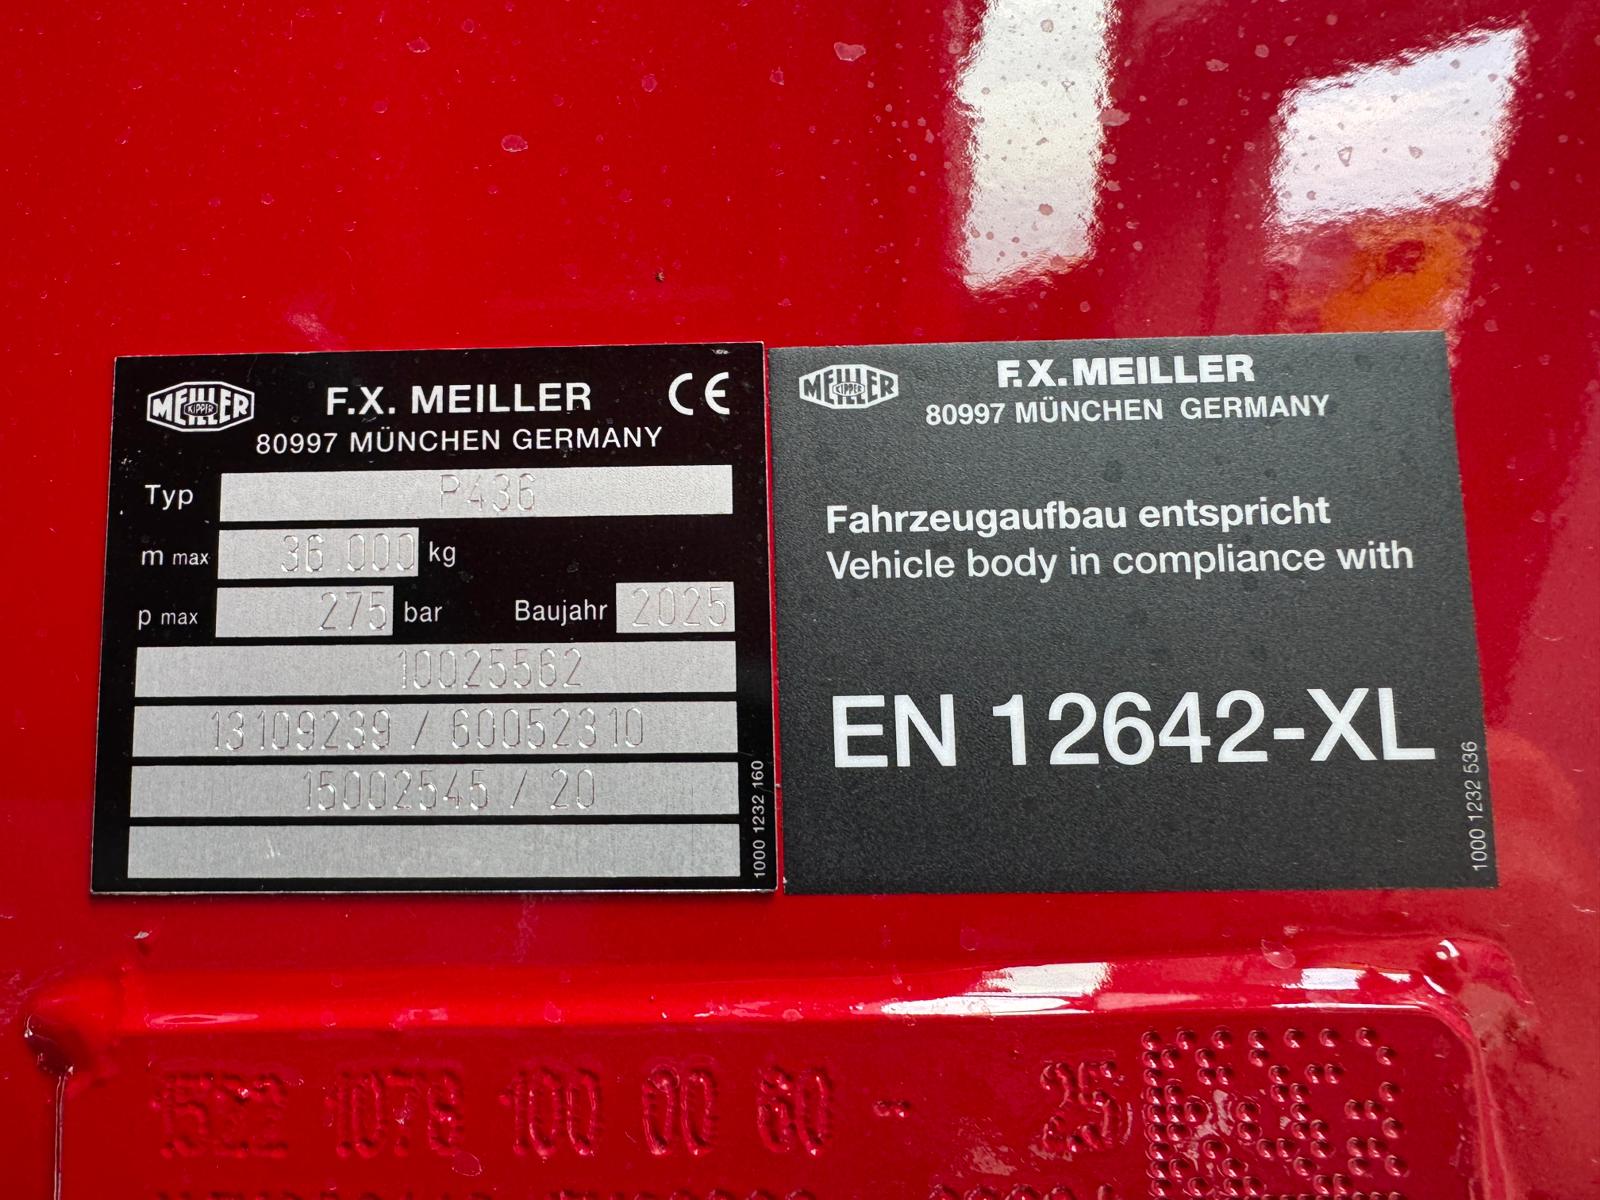 MEILLER
KIPPER
F.X. MEILLER CE
80997 MÜNCHEN GERMANY
Typ P436
m max 36.000 kg
p max 275 bar Baujahr 2025
10025562
13109239 / 60052310
15002545 / 20
1000 1232 160
MEILLER
KIPPER
F.X. MEILLER
80997 MÜNCHEN GERMANY
Fahrzeugaufbau entspricht
Vehicle body in compliance with
EN 12642-XL
1000 1232 536
1522 1078 100 00 60 - 25